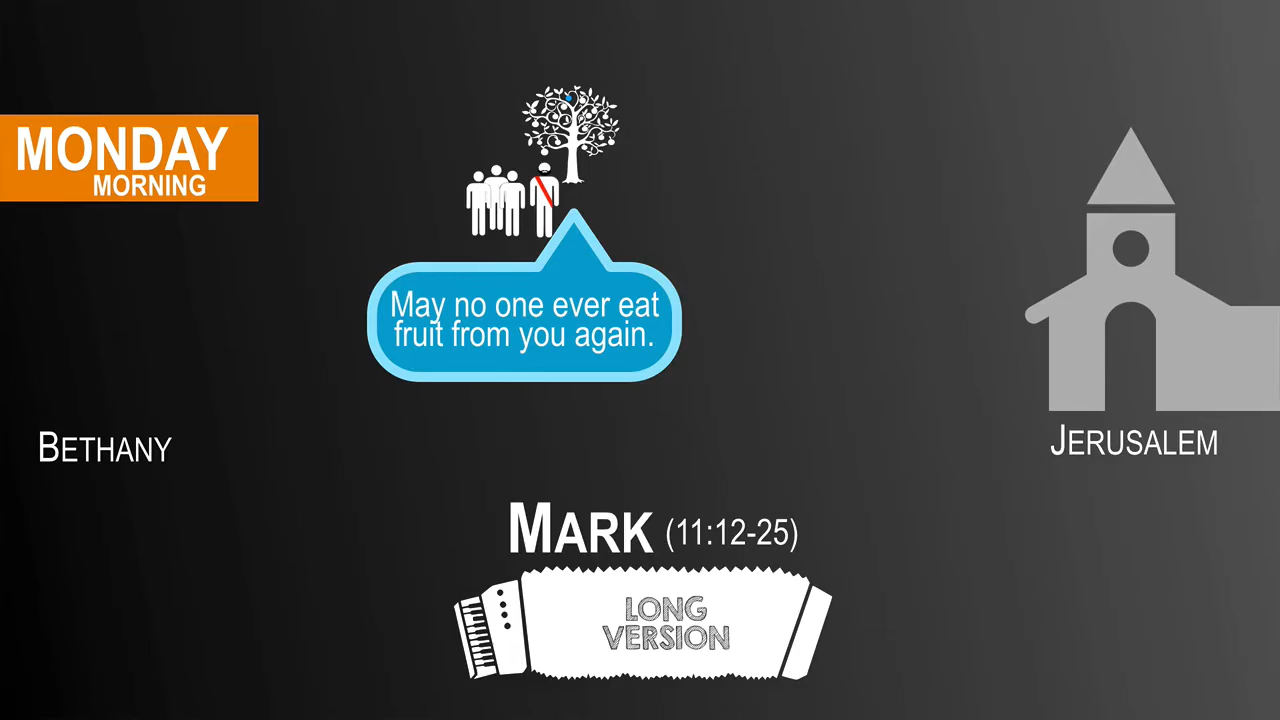 MONDAY
MORNING
May no one ever eat
fruit from you again.
BETHANY
JERUSALEM
MARK (11:12-25)
LONG
VERSION